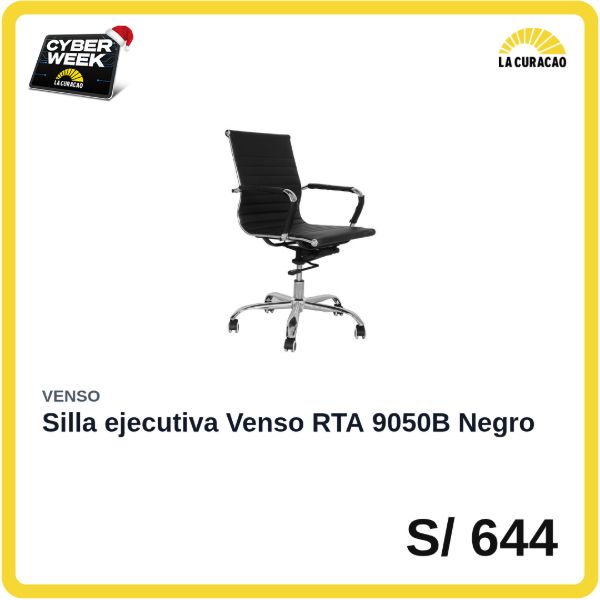 CYBER
WEEK
LA CURACAO
LA CURACAO
VENSO
Silla ejecutiva Venso RTA 9050B Negro
S/ 644